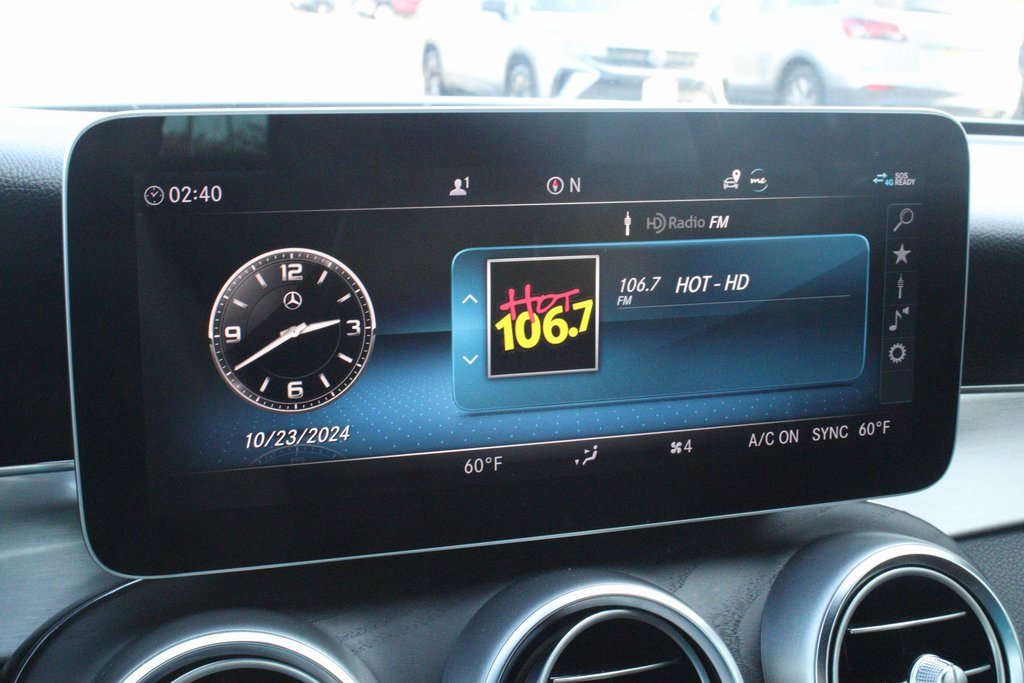 02:40
1
N
me
4G
SOS
READY
HD Radio FM
12
3
6
9
HOT
106.7
106.7 HOT - HD
FM
10/23/2024
60°F
4
A/C ON SYNC 60°F